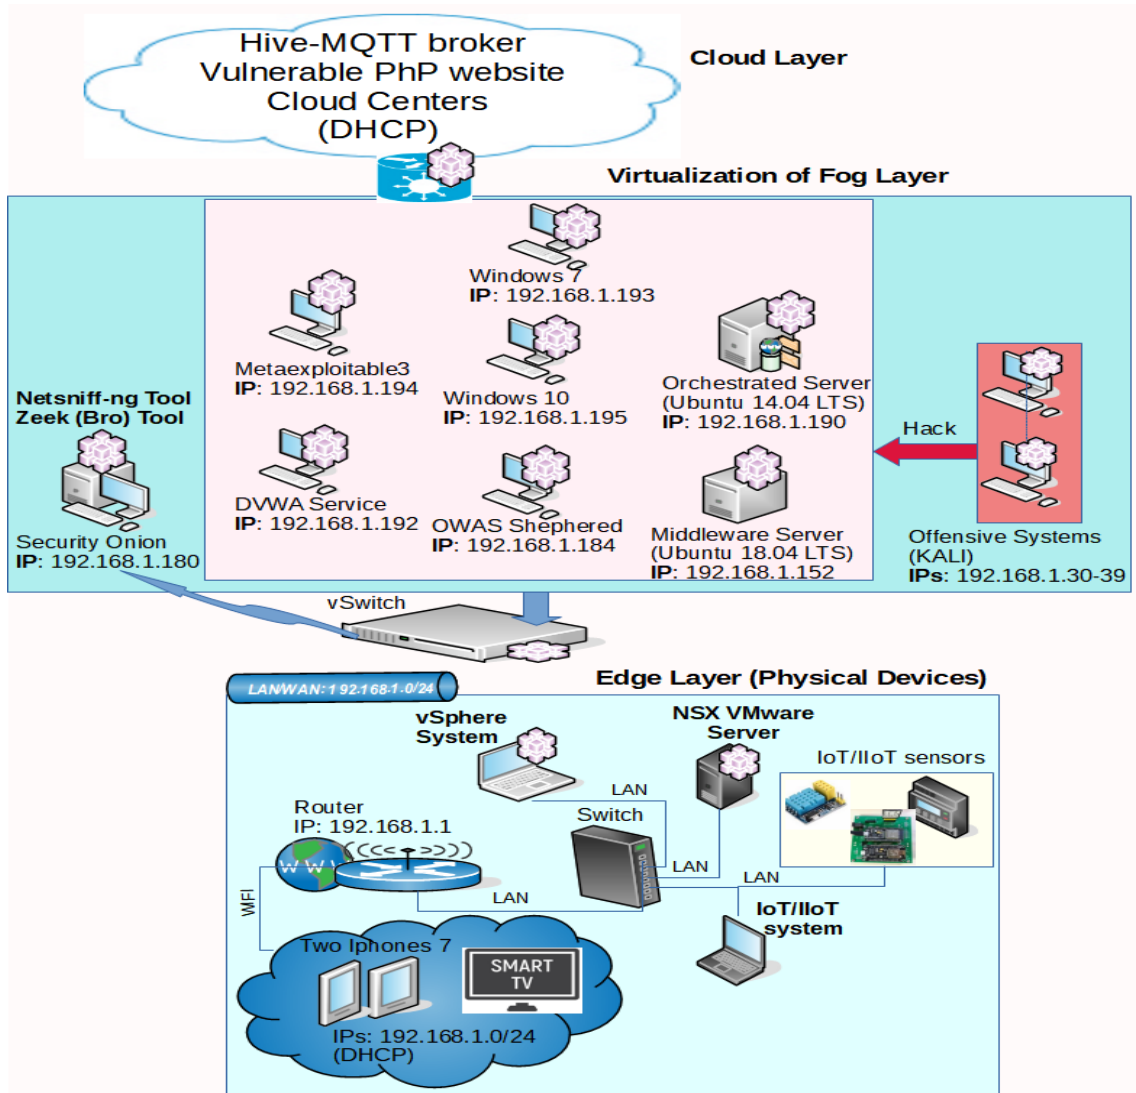 Hive-MQTT broker
Vulnerable PhP website
Cloud Centers
(DHCP)
Cloud Layer
Virtualization of Fog Layer
Windows 7
IP: 192.168.1.193
Metaexploitable3
IP: 192.168.1.194
Windows 10
IP: 192.168.1.195
Orchestrated Server
(Ubuntu 14.04 LTS)
IP: 192.168.1.190
Netsniff-ng Tool
Zeek (Bro) Tool
Security Onion
IP: 192.168.1.180
DVWA Service
IP: 192.168.1.192
OWAS Shephered
IP: 192.168.1.184
Middleware Server
(Ubuntu 18.04 LTS)
IP: 192.168.1.152
Hack
Offensive Systems
(KALI)
IPs: 192.168.1.30-39
vSwitch
LAN/WAN: 192.168.1.0/24
Edge Layer (Physical Devices)
vSphere
System
NSX VMware
Server
IoT/IIoT sensors
LAN
Router
IP: 192.168.1.1
Switch
WWW
LAN
LAN
LAN
WIFI
IoT/IIoT
system
Two Iphones 7
SMART
TV
IPs: 192.168.1.0/24
(DHCP)